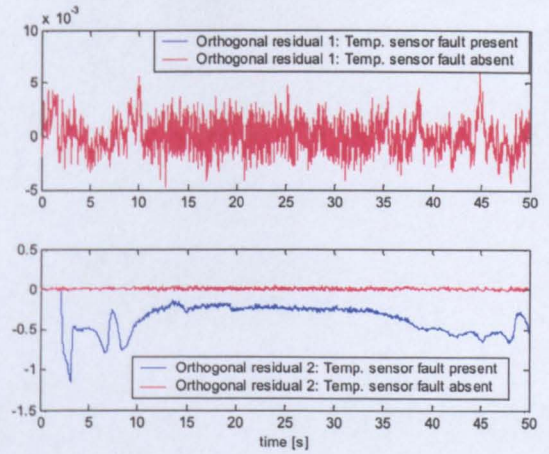 x 10^-3
10
Orthogonal residual 1: Temp. sensor fault present
Orthogonal residual 1: Temp. sensor fault absent
5
0
-5
0 5 10 15 20 25 30 35 40 45 50
0.5
0
-0.5
-1
Orthogonal residual 2: Temp. sensor fault present
Orthogonal residual 2: Temp. sensor fault absent
-1.5
0 5 10 15 20 25 30 35 40 45 50
time [s]